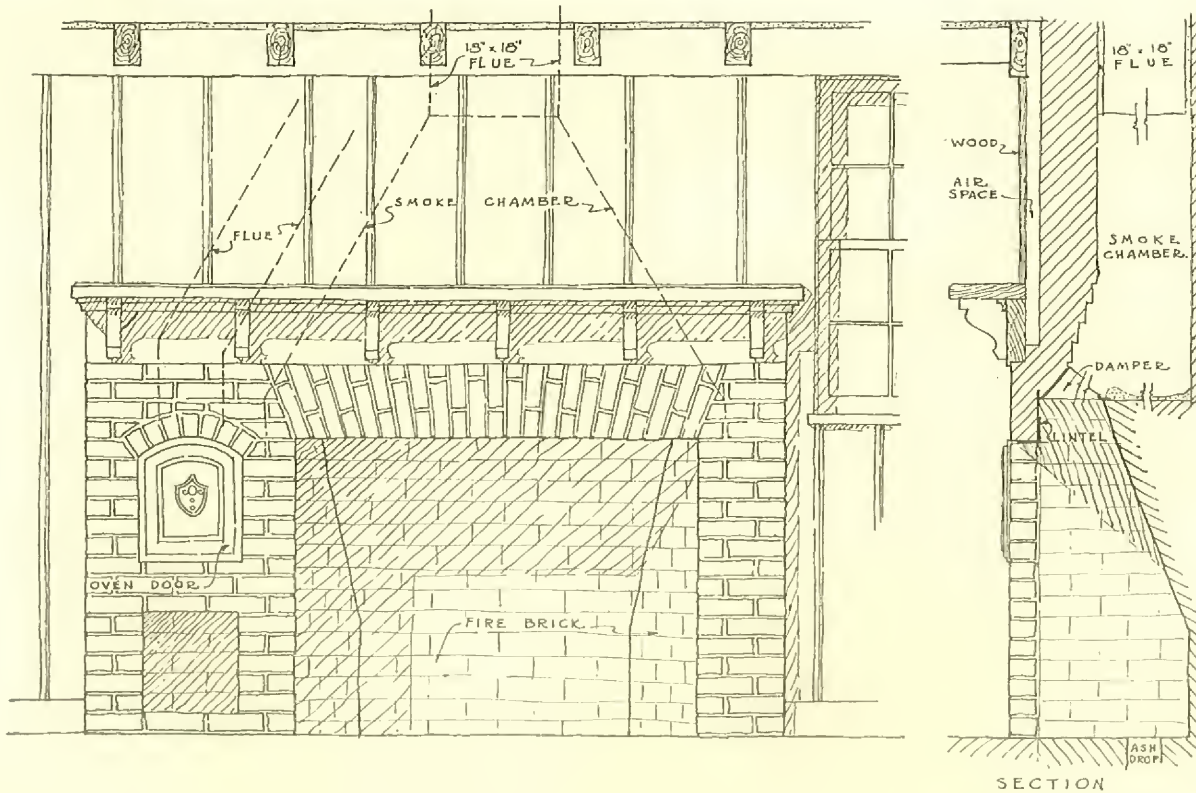 18" x 18"
FLUE
SMOKE CHAMBER
FLUE
OVEN DOOR
FIRE BRICK
18" x 18"
FLUE
WOOD
AIR
SPACE
SMOKE
CHAMBER
DAMPER
LINTEL
ASH
DROP
SECTION